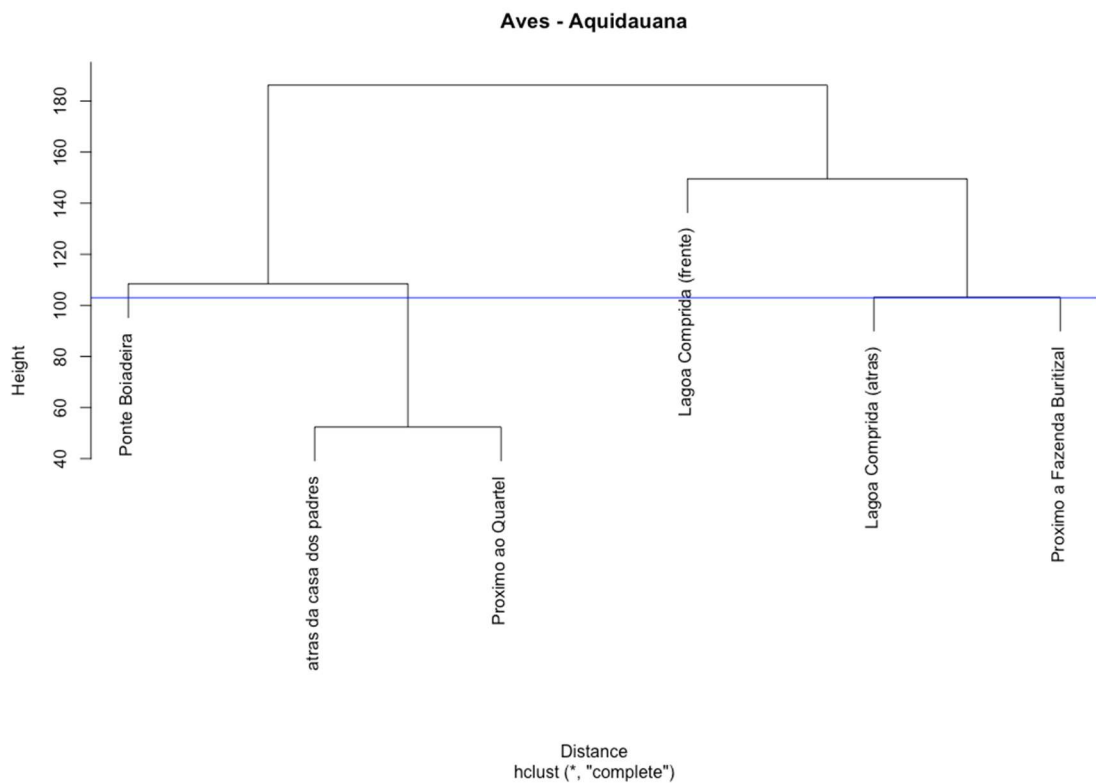 Aves - Aquidauana
Height
180
160
140
120
100
80
60
40
Ponte Boiadeira
atras da casa dos padres
Proximo ao Quartel
Lagoa Comprida (frente)
Lagoa Comprida (atras)
Proximo a Fazenda Buritizal
Distance
hclust (*, "complete")